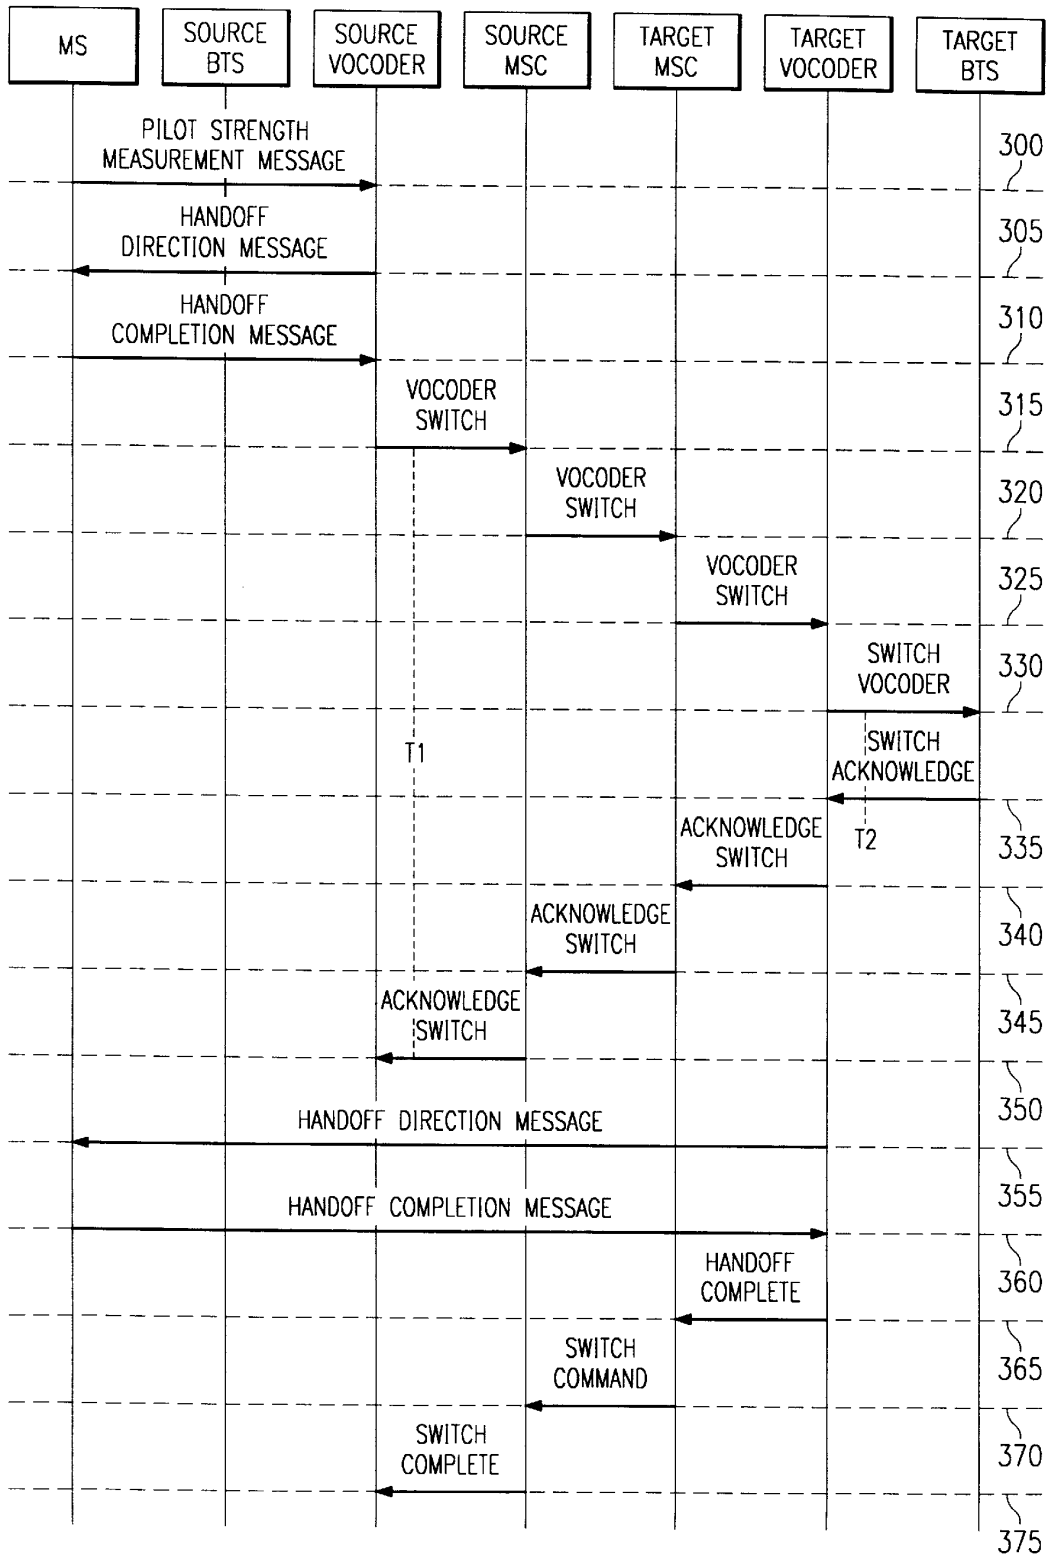 MS
SOURCE
BTS
SOURCE
VOCODER
SOURCE
MSC
TARGET
MSC
TARGET
VOCODER
TARGET
BTS
PILOT STRENGTH
MEASUREMENT MESSAGE
300
HANDOFF
DIRECTION MESSAGE
305
HANDOFF
COMPLETION MESSAGE
310
VOCODER
SWITCH
315
VOCODER
SWITCH
320
VOCODER
SWITCH
325
SWITCH
VOCODER
330
T1
SWITCH
ACKNOWLEDGE
T2
335
ACKNOWLEDGE
SWITCH
340
ACKNOWLEDGE
SWITCH
345
ACKNOWLEDGE
SWITCH
350
HANDOFF DIRECTION MESSAGE
355
HANDOFF COMPLETION MESSAGE
360
HANDOFF
COMPLETE
365
SWITCH
COMMAND
370
SWITCH
COMPLETE
375